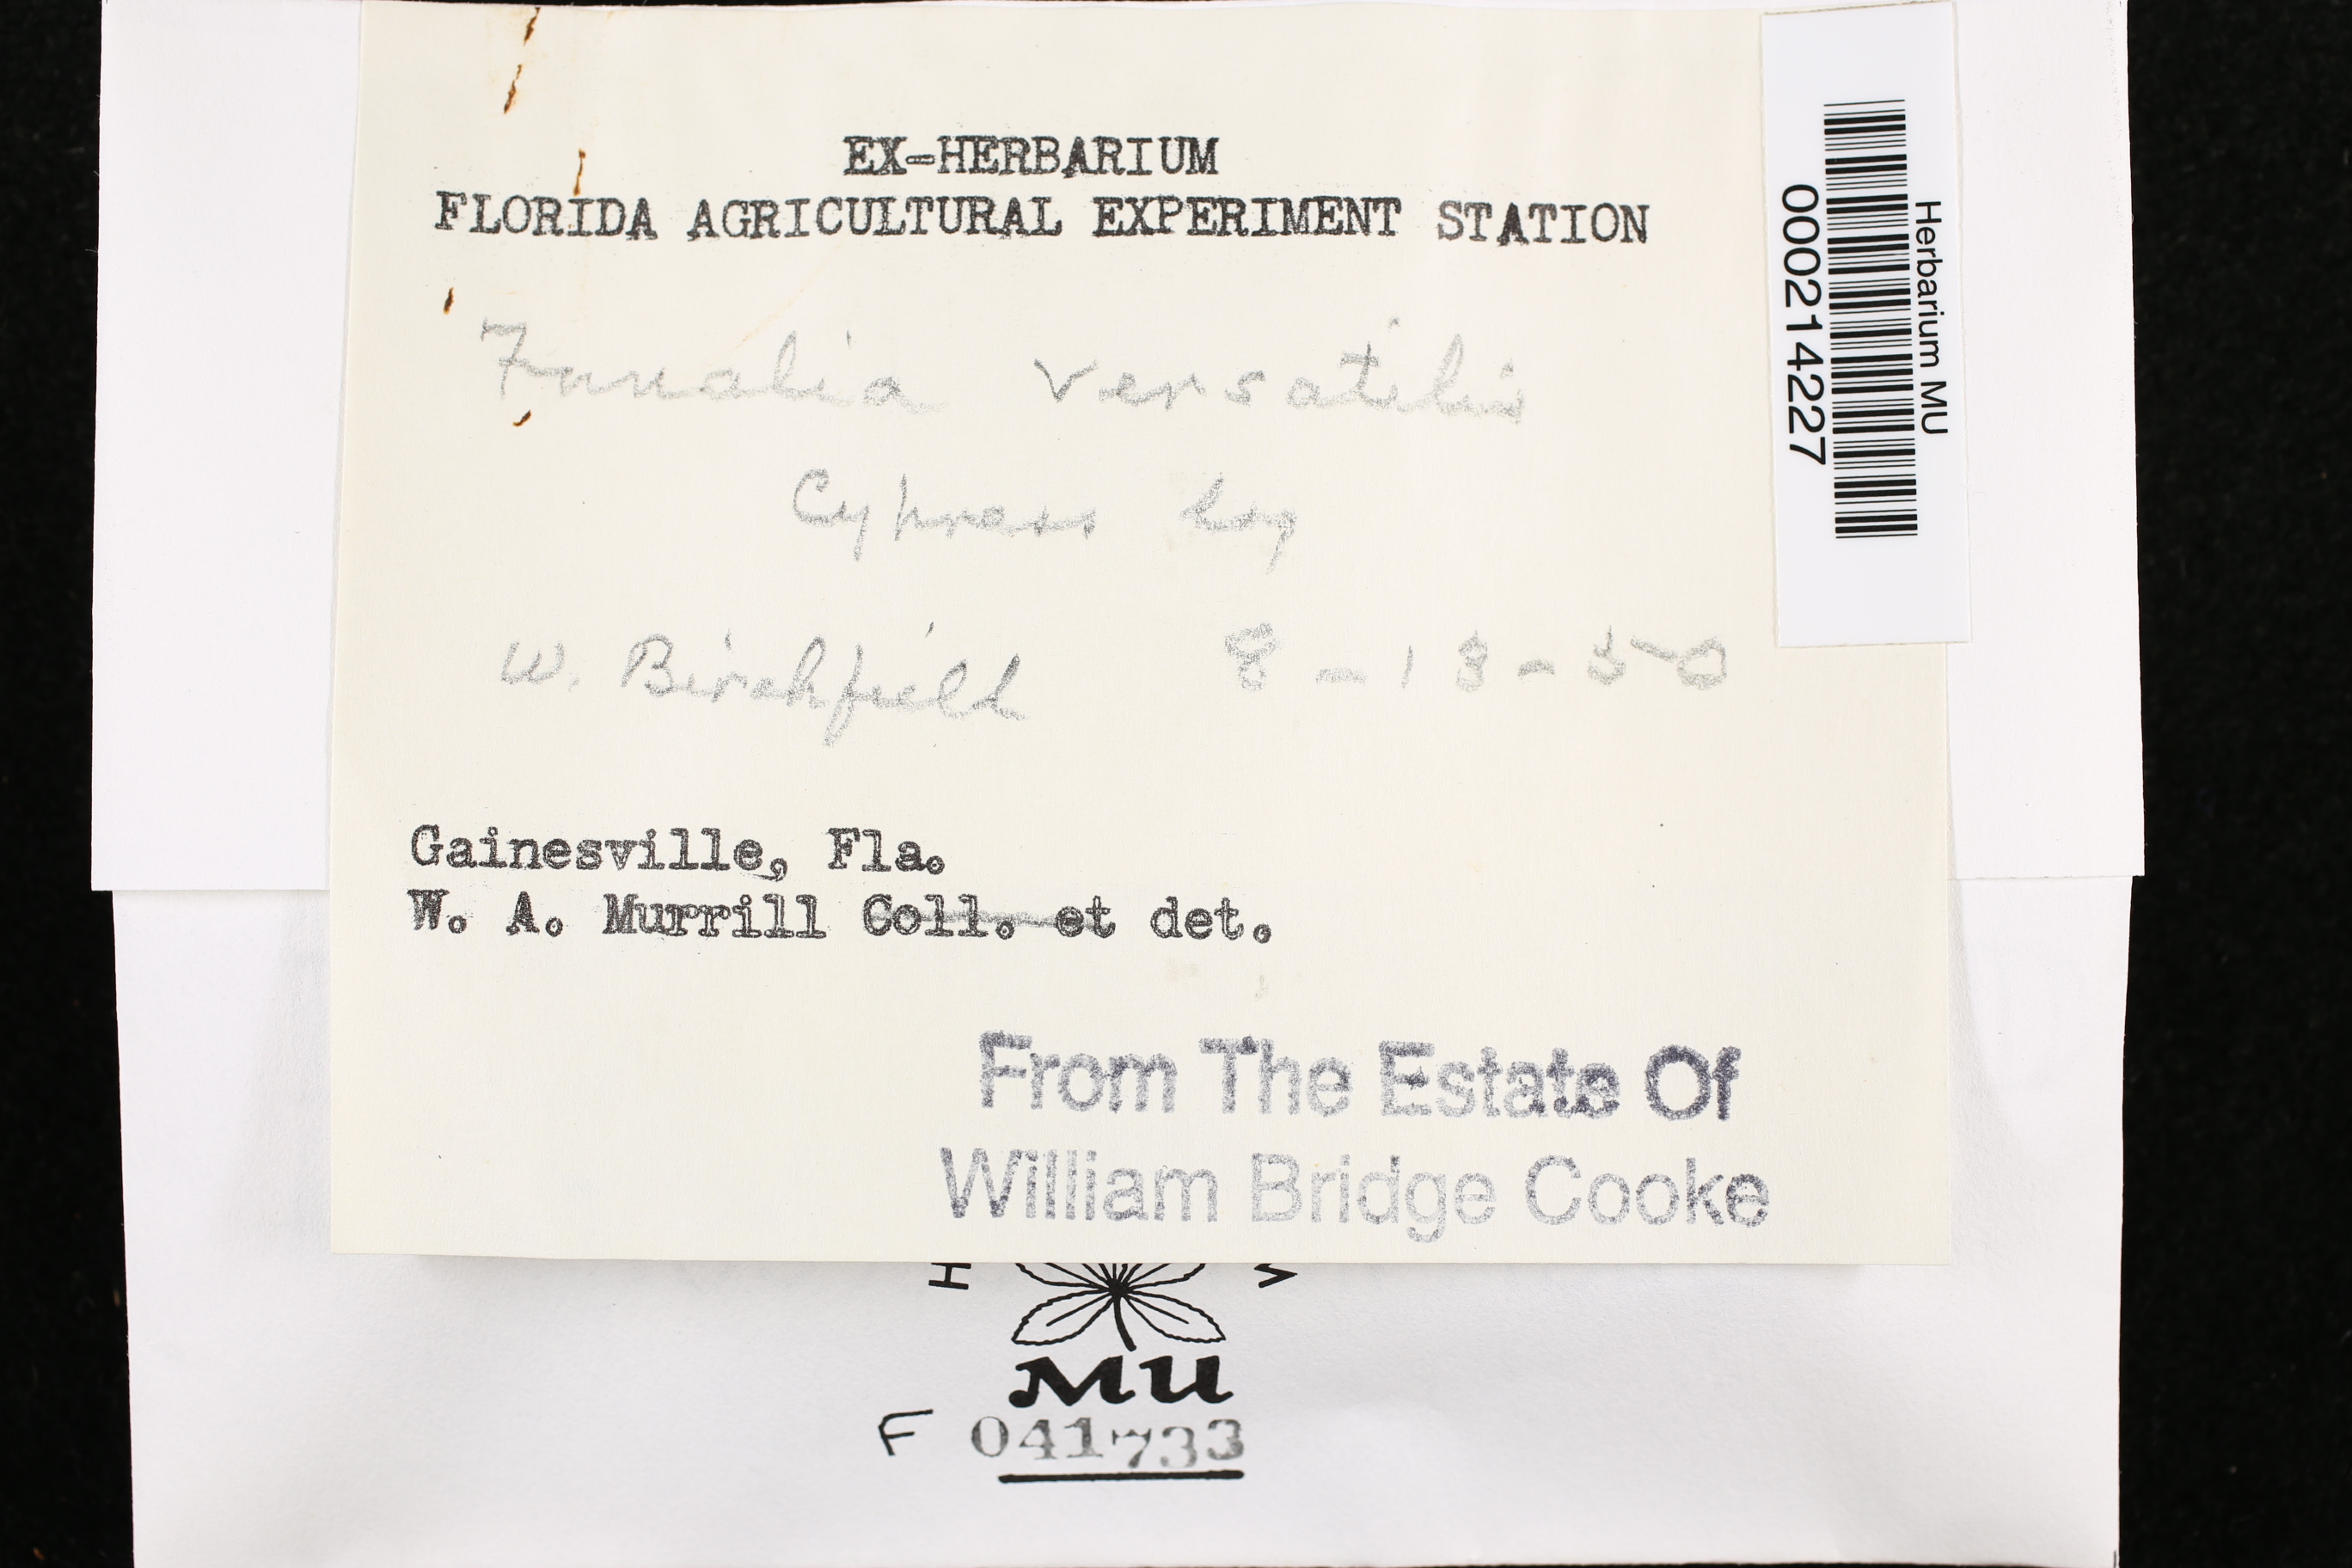 EX-HERBARIUM
FLORIDA AGRICULTURAL EXPERIMENT STATION
Funalia versatilis
Cypress log
W. Birchfield 8-13-50
Gainesville, Fla.
W. A. Murrill Coll. et det.
From The Estate Of
William Bridge Cooke
MU
F 041733
Herbarium MU
000214227